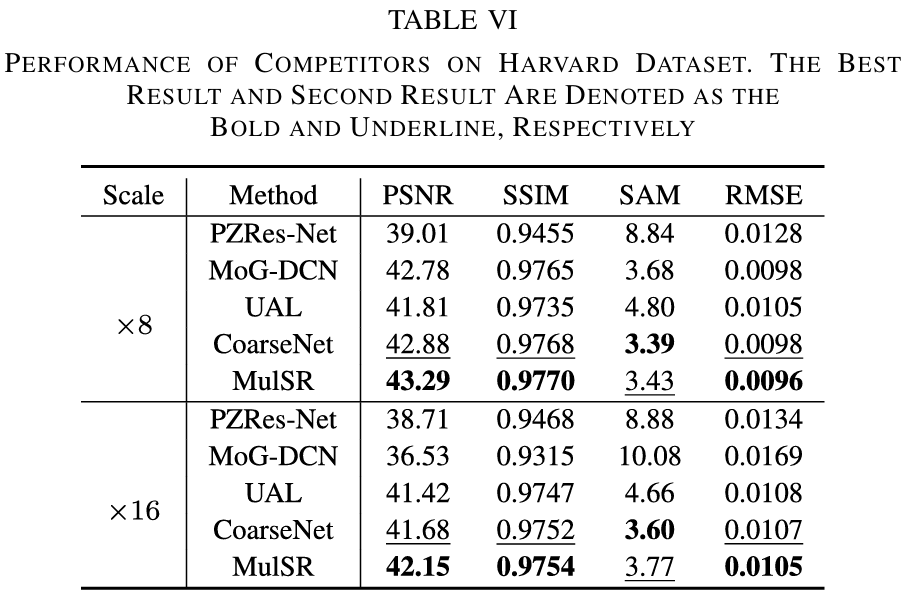 TABLE VI
PERFORMANCE OF COMPETITORS ON HARVARD DATASET. THE BEST
RESULT AND SECOND RESULT ARE DENOTED AS THE
BOLD AND UNDERLINE, RESPECTIVELY
Scale Method PSNR SSIM SAM RMSE
×8
PZRes-Net 39.01 0.9455 8.84 0.0128
MoG-DCN 42.78 0.9765 3.68 0.0098
UAL 41.81 0.9735 4.80 0.0105
CoarseNet 42.88 0.9768 3.39 0.0098
MulSR 43.29 0.9770 3.43 0.0096
×16
PZRes-Net 38.71 0.9468 8.88 0.0134
MoG-DCN 36.53 0.9315 10.08 0.0169
UAL 41.42 0.9747 4.66 0.0108
CoarseNet 41.68 0.9752 3.60 0.0107
MulSR 42.15 0.9754 3.77 0.0105